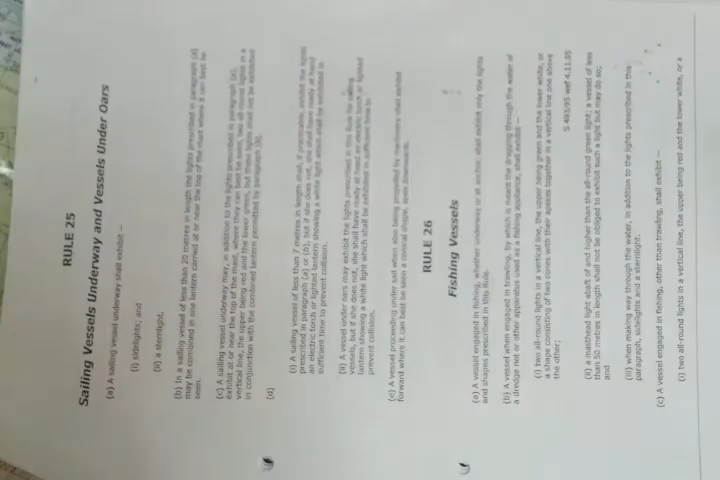 RULE 25
Sailing Vessels Underway and Vessels Under Oars
(a) A sailing vessel underway shall exhibit —
(i) sidelights; and
(ii) a sternlight.
(b) In a sailing vessel of less than 20 metres in length the lights prescribed in paragraph (a)
may be combined in one lantern carried at or near the top of the mast where it can best be
seen.
(c) A sailing vessel underway may, in addition to the lights prescribed in paragraph (a),
exhibit at or near the top of the mast, where they can best be seen, two all-round lights in a
vertical line, the upper being red and the lower green, but these lights shall not be exhibited
in conjunction with the combined lantern permitted by paragraph (b).
(d)
(i) A sailing vessel of less than 7 metres in length shall, if practicable, exhibit the lights
prescribed in paragraph (a) or (b), but if she does not, she shall have ready at hand
an electric torch or lighted lantern showing a white light which shall be exhibited in
sufficient time to prevent collision.
(ii) A vessel under oars may exhibit the lights prescribed in this Rule for sailing
vessels, but if she does not, she shall have ready at hand an electric torch or lighted
lantern showing a white light which shall be exhibited in sufficient time to
prevent collision.
(e) A vessel proceeding under sail when also being propelled by machinery shall exhibit
forward where it can best be seen a conical shape, apex downwards.
RULE 26
Fishing Vessels
(a) A vessel engaged in fishing, whether underway or at anchor, shall exhibit only the lights
and shapes prescribed in this Rule.
(b) A vessel when engaged in trawling, by which is meant the dragging through the water of
a dredge net or other apparatus used as a fishing appliance, shall exhibit —
(i) two all-round lights in a vertical line, the upper being green and the lower white, or
a shape consisting of two cones with their apexes together in a vertical line one above
the other;
S 483/95 wef 4.11.95
(ii) a masthead light abaft of and higher than the all-round green light; a vessel of less
than 50 metres in length shall not be obliged to exhibit such a light but may do so;
and
(iii) when making way through the water, in addition to the lights prescribed in this
paragraph, sidelights and a sternlight.
(c) A vessel engaged in fishing, other than trawling, shall exhibit —
(i) two all-round lights in a vertical line, the upper being red and the lower white, or a